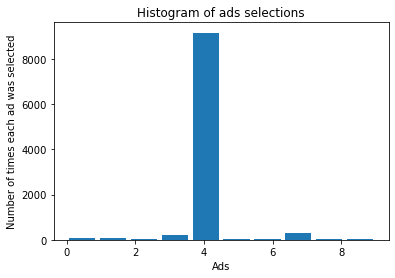 Histogram of ads selections
Number of times each ad was selected
8000
6000
4000
2000
0
0 2 4 6 8
Ads